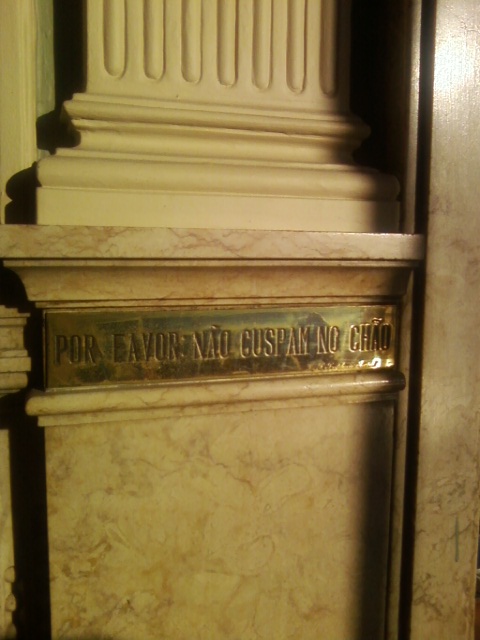 POR FAVOR, NÃO CUSPAM NO CHÃO